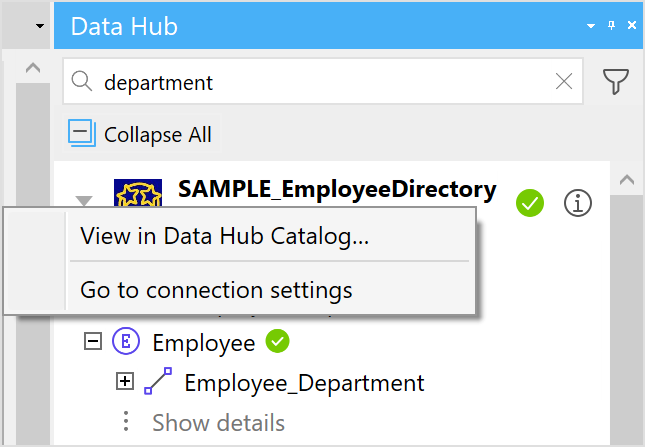 Data Hub
department
Collapse All
SAMPLE_EmployeeDirectory
View in Data Hub Catalog...
Go to connection settings
E Employee
Employee_Department
Show details